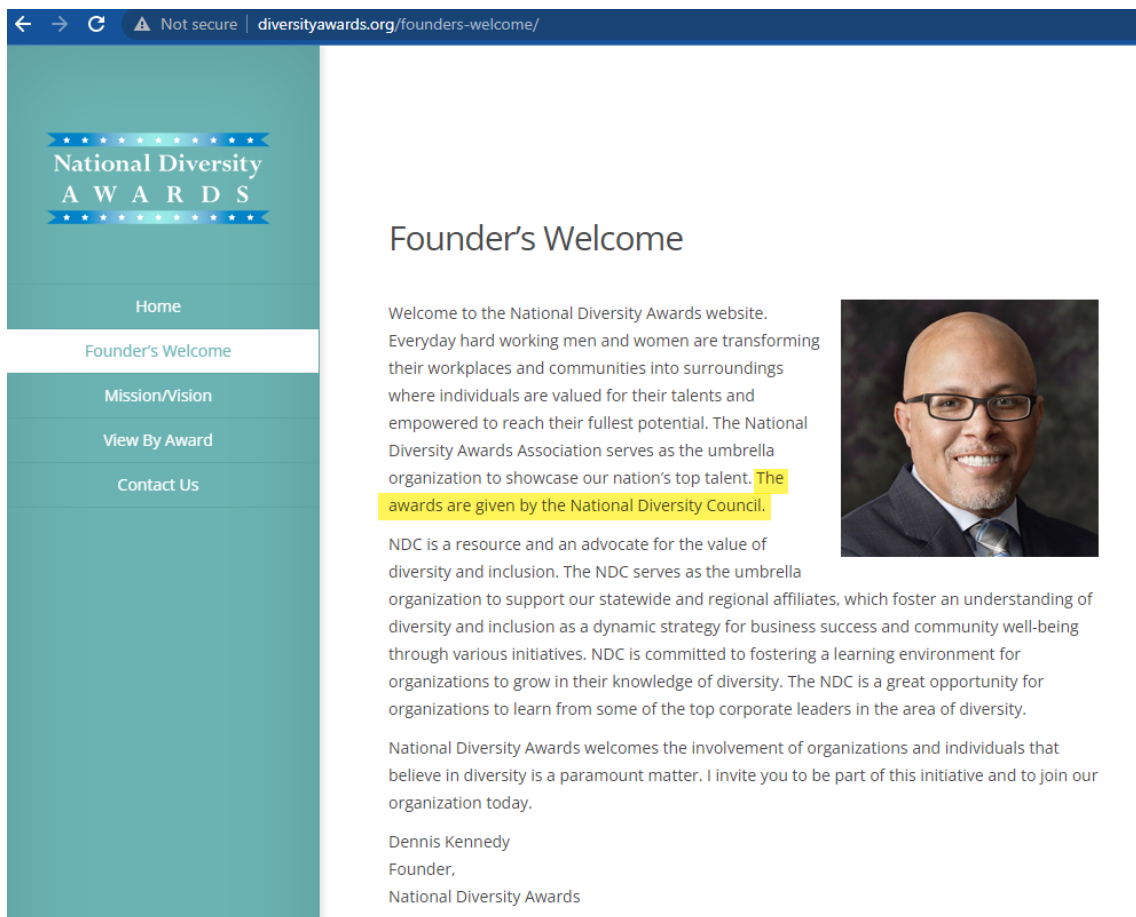 Not secure | diversityawards.org/founders-welcome/
National Diversity
AWARDS
Home
Founder's Welcome
Mission/Vision
View By Award
Contact Us
Founder's Welcome
Welcome to the National Diversity Awards website.
Everyday hard working men and women are transforming
their workplaces and communities into surroundings
where individuals are valued for their talents and
empowered to reach their fullest potential. The National
Diversity Awards Association serves as the umbrella
organization to showcase our nation's top talent. The
awards are given by the National Diversity Council.
NDC is a resource and an advocate for the value of
diversity and inclusion. The NDC serves as the umbrella
organization to support our statewide and regional affiliates, which foster an understanding of
diversity and inclusion as a dynamic strategy for business success and community well-being
through various initiatives. NDC is committed to fostering a learning environment for
organizations to grow in their knowledge of diversity. The NDC is a great opportunity for
organizations to learn from some of the top corporate leaders in the area of diversity.
National Diversity Awards welcomes the involvement of organizations and individuals that
believe in diversity is a paramount matter. I invite you to be part of this initiative and to join our
organization today.
Dennis Kennedy
Founder,
National Diversity Awards